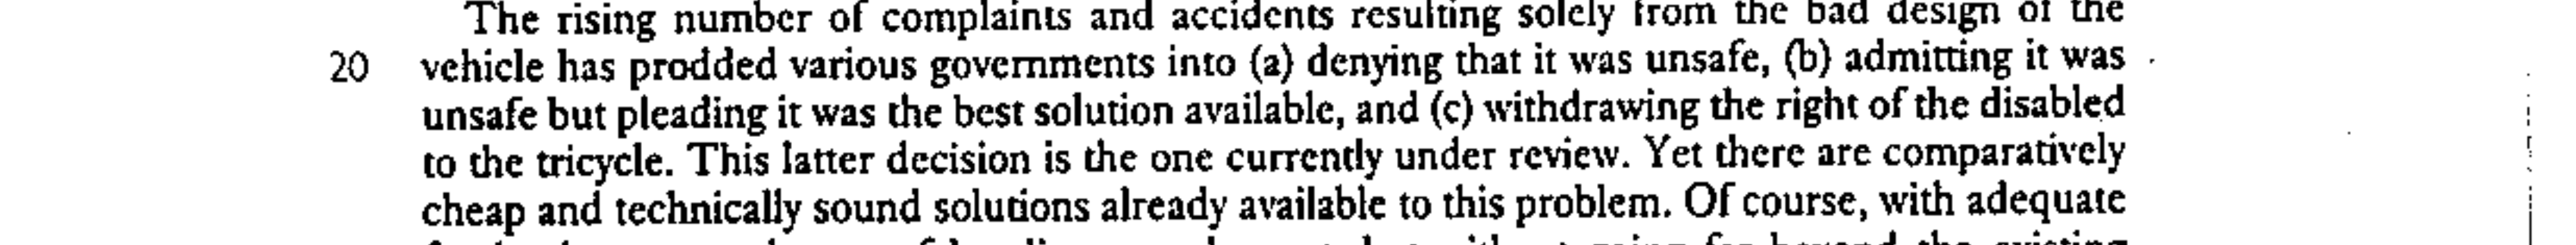 The rising number of complaints and accidents resulting solely from the bad design of the
20 vehicle has prodded various governments into (a) denying that it was unsafe, (b) admitting it was
unsafe but pleading it was the best solution available, and (c) withdrawing the right of the disabled
to the tricycle. This latter decision is the one currently under review. Yet there are comparatively
cheap and technically sound solutions already available to this problem. Of course, with adequate